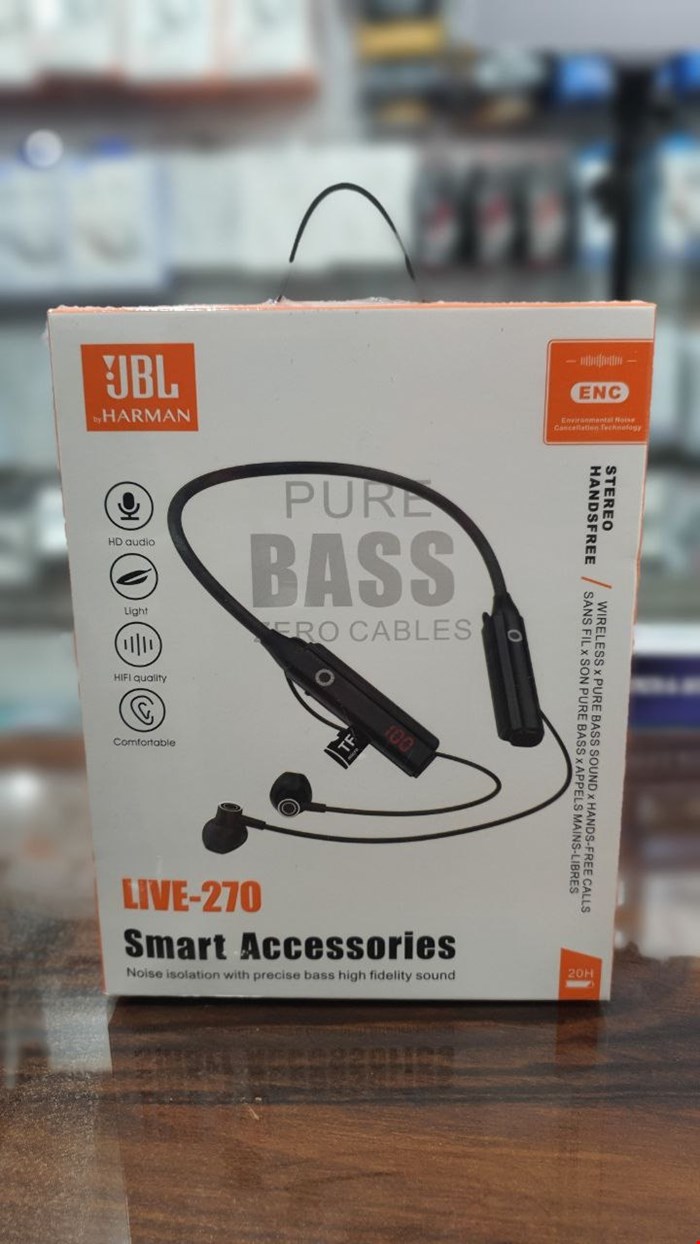 JBL
by HARMAN
ENC
Environmental Noise
Cancellation Technology
PURE
BASS
ZERO CABLES
HD audio
Light
HIFI quality
Comfortable
STEREO
HANDSFREE
WIRELESS x PURE BASS SOUND x HANDS-FREE CALLS
SANS FIL x SON PURE BASS x APPELS MAINS-LIBRES
TF
100
LIVE-270
Smart Accessories
Noise isolation with precise bass high fidelity sound
20H